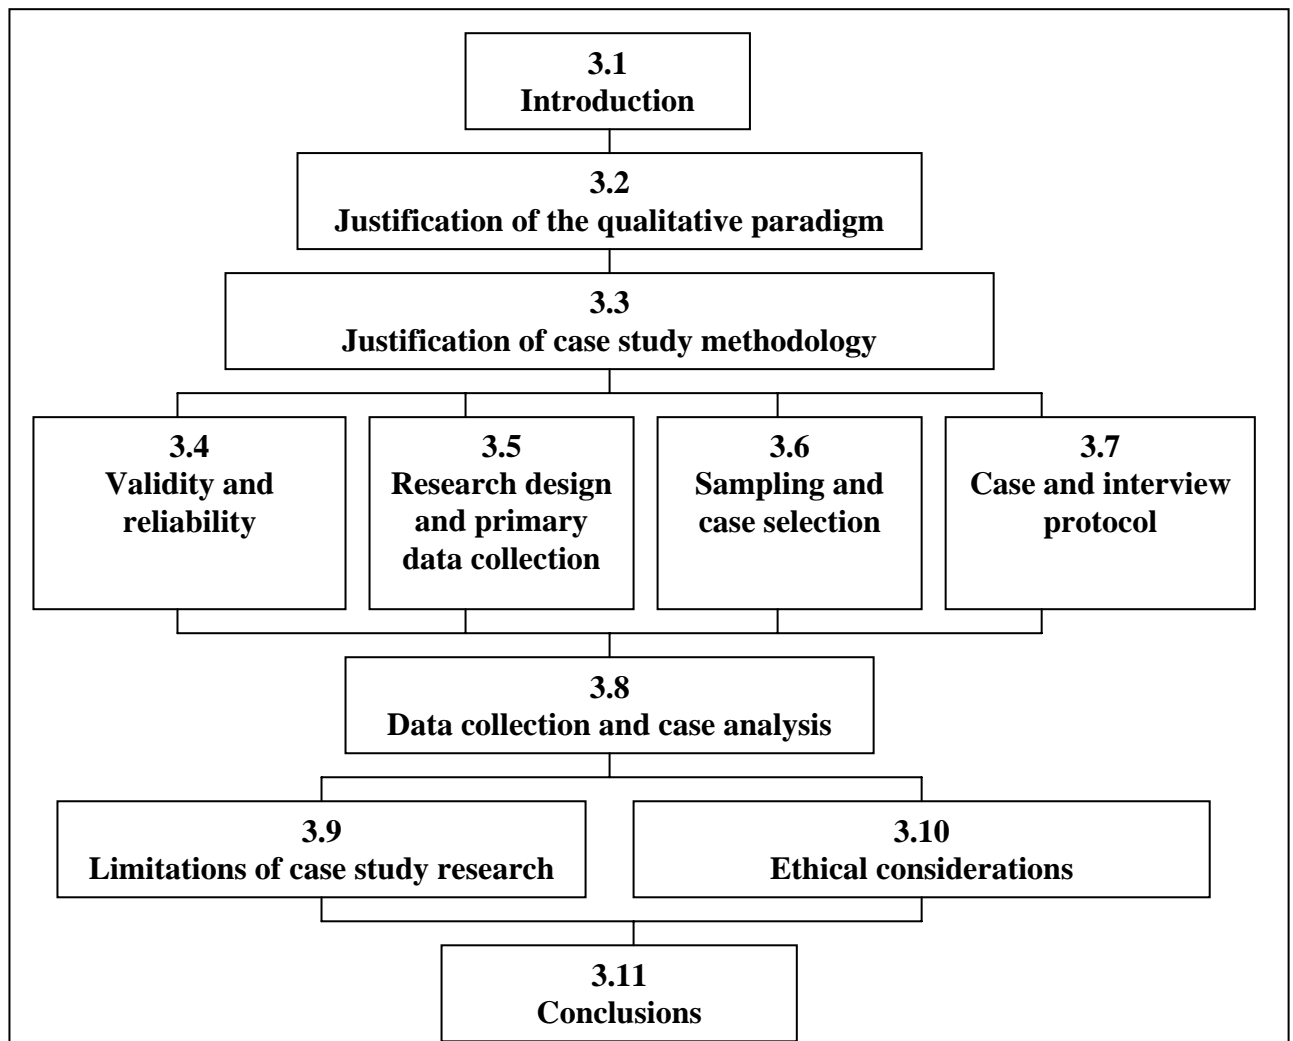 3.1
Introduction
3.2
Justification of the qualitative paradigm
3.3
Justification of case study methodology
3.4
Validity and
reliability
3.5
Research design
and primary
data collection
3.6
Sampling and
case selection
3.7
Case and interview
protocol
3.8
Data collection and case analysis
3.9
Limitations of case study research
3.10
Ethical considerations
3.11
Conclusions